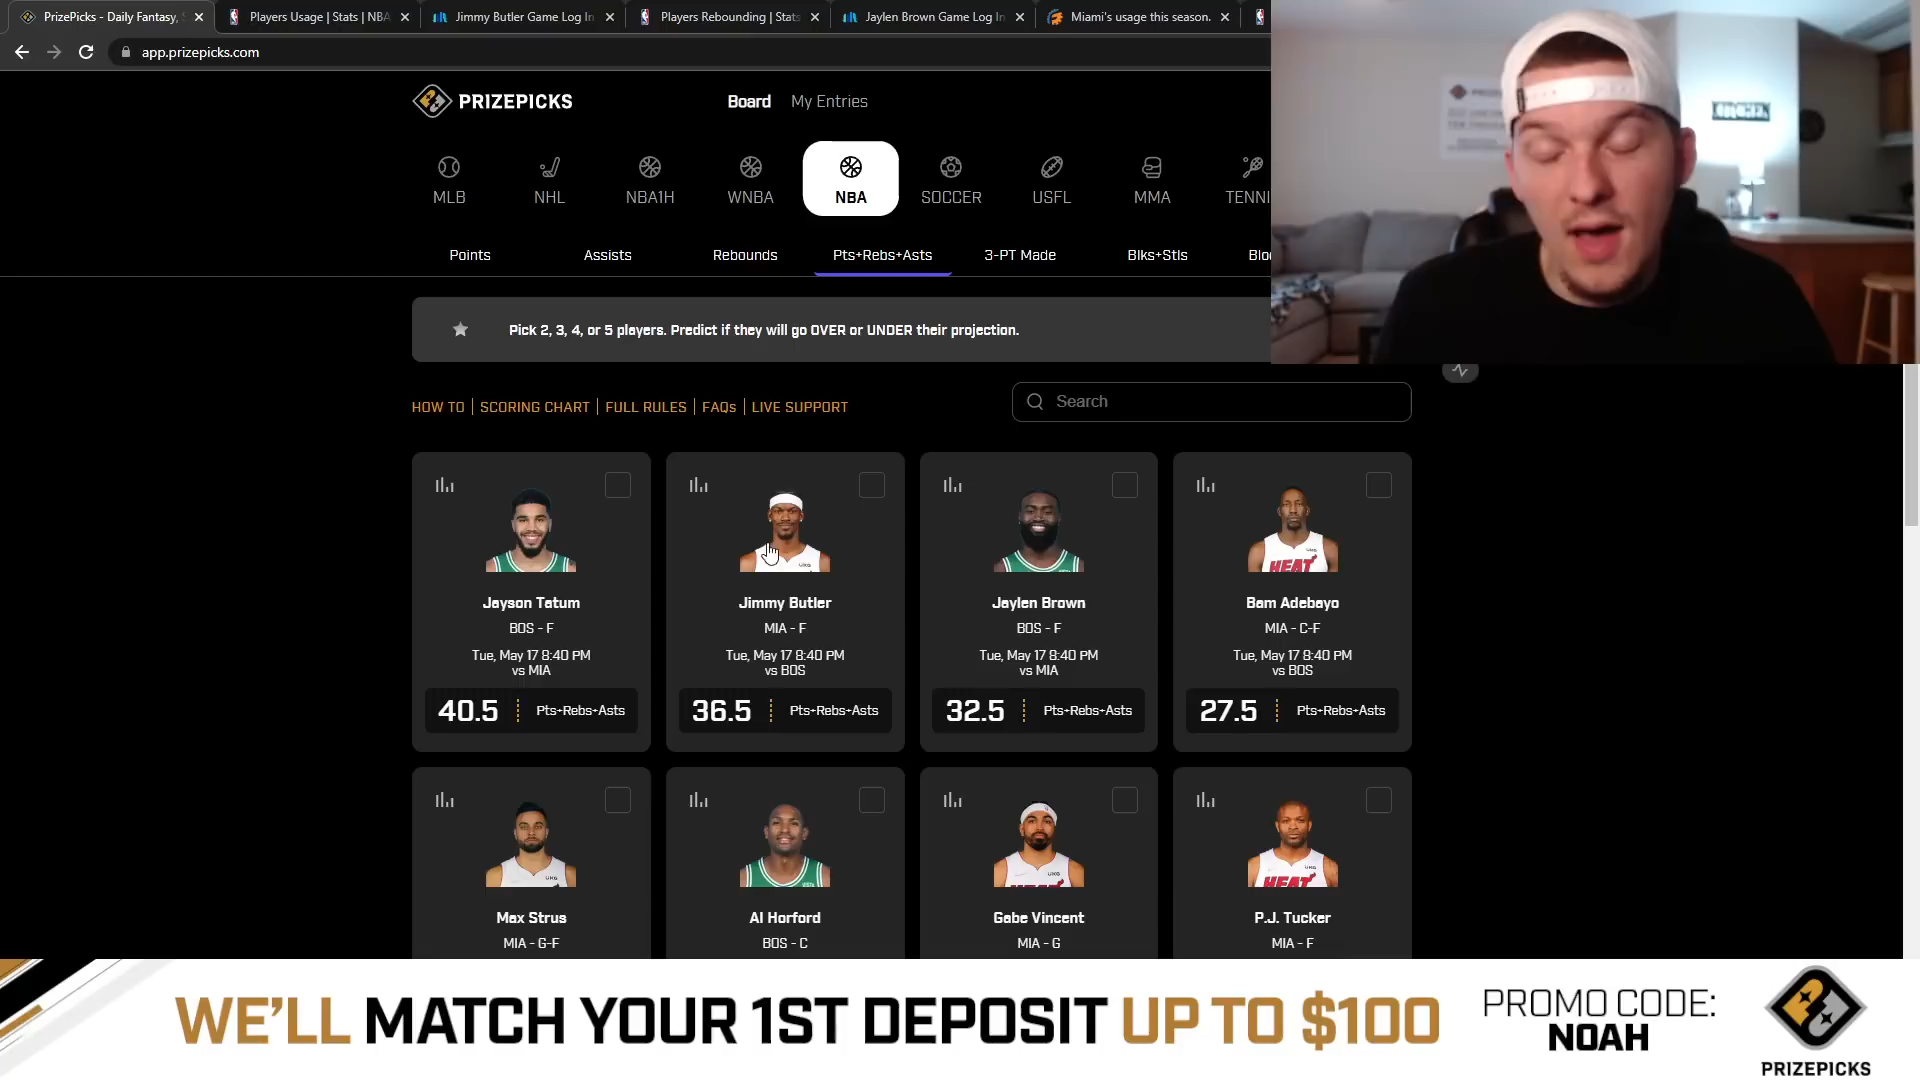 PrizePicks - Daily Fantasy, S
Players Usage | Stats | NBA
Jimmy Butler Game Log In
Players Rebounding | Stats
Jaylen Brown Game Log In
Miami's usage this season.
app.prizepicks.com
PRIZEPICKS
Board
My Entries
MLB
NHL
NBA1H
WNBA
NBA
SOCCER
USFL
MMA
TENNI
Points
Assists
Rebounds
Pts+Rebs+Asts
3-PT Made
Blks+Stls
Blo
Pick 2, 3, 4, or 5 players. Predict if they will go OVER or UNDER their projection.
HOW TO | SCORING CHART | FULL RULES | FAQs | LIVE SUPPORT
Search
Jayson Tatum
BOS - F
Tue, May 17 8:40 PM
vs MIA
40.5
Pts+Rebs+Asts
Jimmy Butler
MIA - F
Tue, May 17 8:40 PM
vs BOS
36.5
Pts+Rebs+Asts
Jaylen Brown
BOS - F
Tue, May 17 8:40 PM
vs MIA
32.5
Pts+Rebs+Asts
HEAT
Bam Adebayo
MIA - C-F
Tue, May 17 8:40 PM
vs BOS
27.5
Pts+Rebs+Asts
Max Strus
MIA - G-F
Al Horford
BOS - C
HEAT
Gabe Vincent
MIA - G
HEAT
P.J. Tucker
MIA - F
WE'LL MATCH YOUR 1ST DEPOSIT UP TO $100
PROMO CODE:
NOAH
PRIZEPICKS